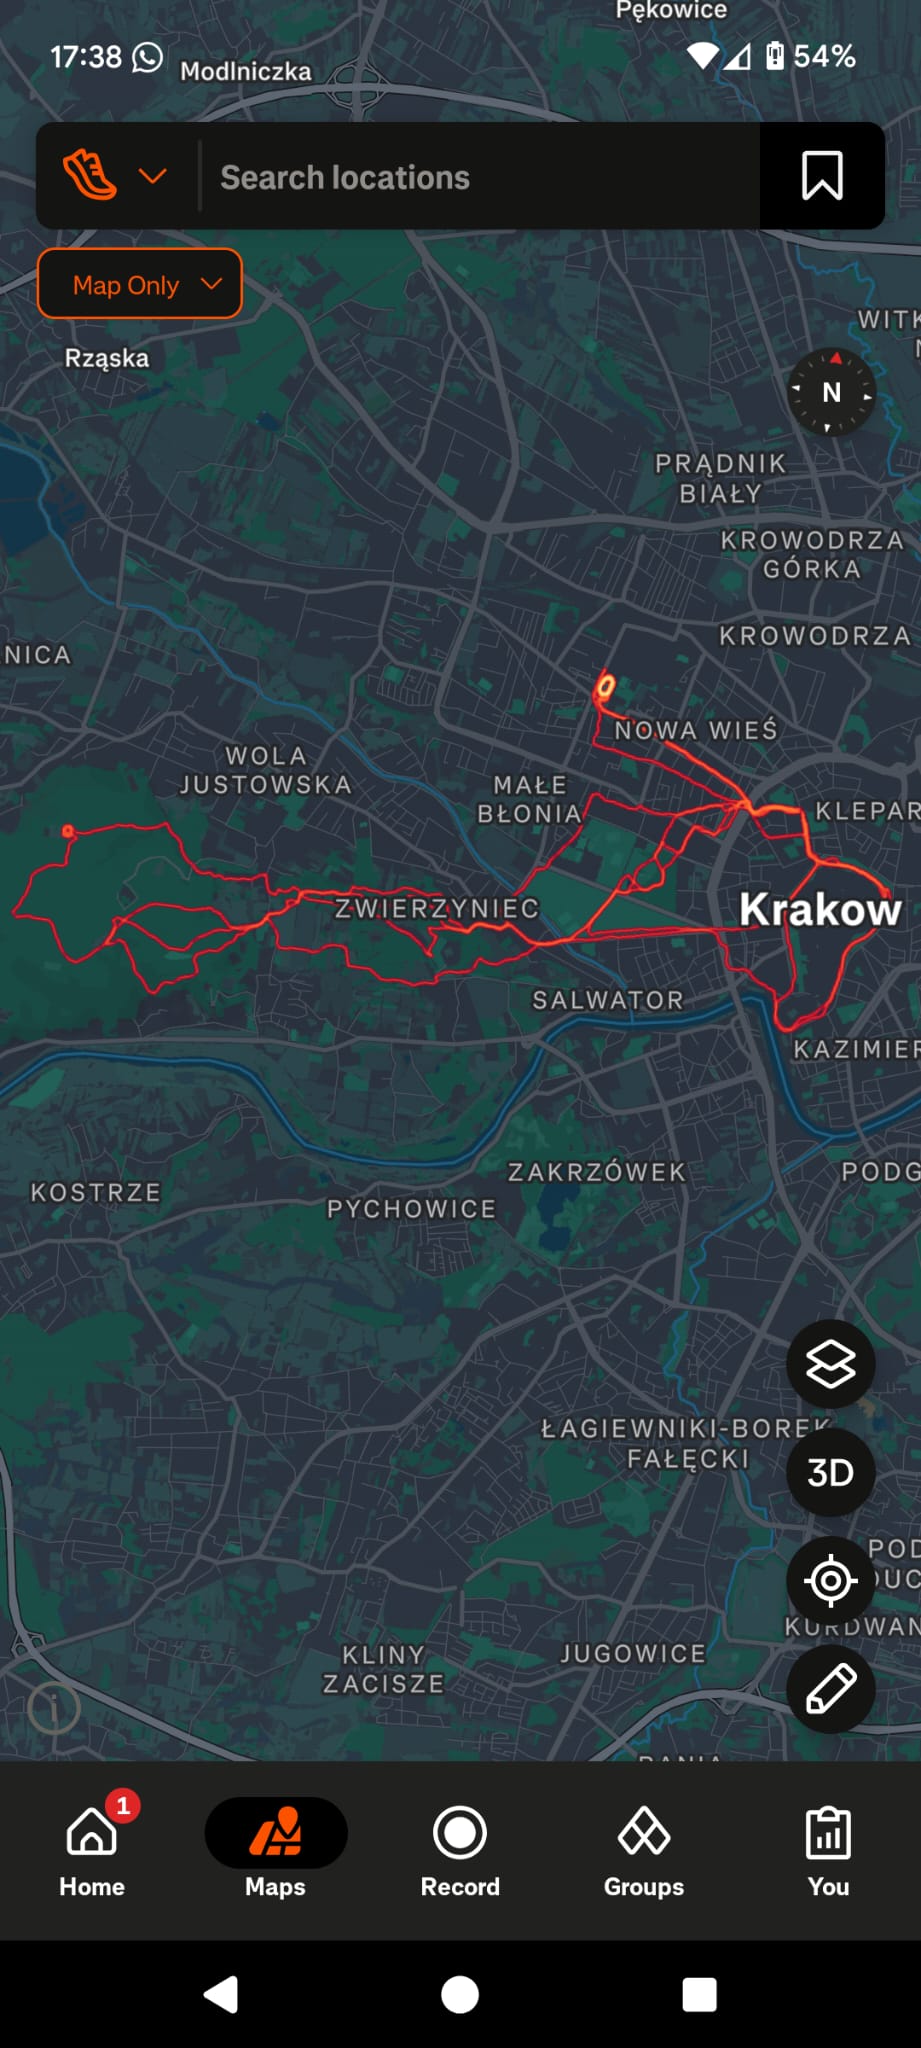 Pękowice
17:38
54%
Modlniczka
Search locations
Map Only
Rząska
N
PRĄDNIK
BIAŁY
KROWODRZA
GÓRKA
KROWODRZA
NICA
NOWA WIEŚ
WOLA
JUSTOWSKA
MAŁE
BŁONIA
KLEPAR
ZWIERZYNIEC
Krakow
SALWATOR
KAZIMIER
ZAKRZÓWEK
PODG
KOSTRZE
PYCHOWICE
ŁAGIEWNIKI-BOREK
FAŁĘCKI
3D
POD
OUC
KURDWAN
KLINY
ZACISZE
JUGOWICE
i
1
Home
Maps
Record
Groups
You